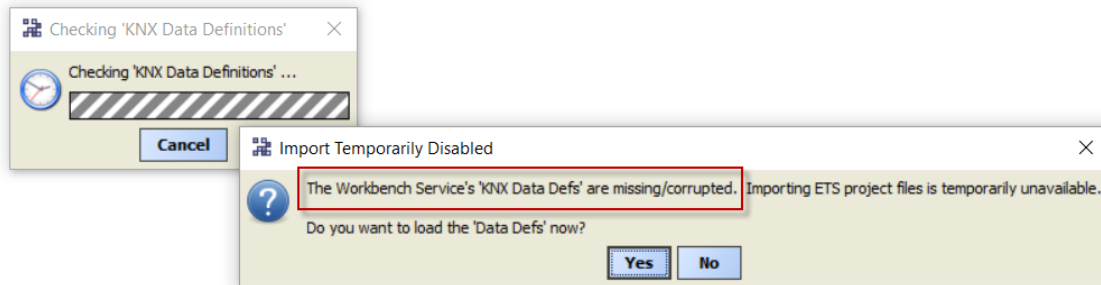 Checking 'KNX Data Definitions'
Checking 'KNX Data Definitions' ...
Cancel
Import Temporarily Disabled
The Workbench Service's 'KNX Data Defs' are missing/corrupted. Importing ETS project files is temporarily unavailable.
Do you want to load the 'Data Defs' now?
Yes No